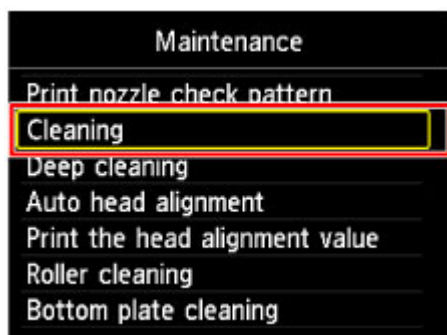 Maintenance
Print nozzle check pattern
Cleaning
Deep cleaning
Auto head alignment
Print the head alignment value
Roller cleaning
Bottom plate cleaning